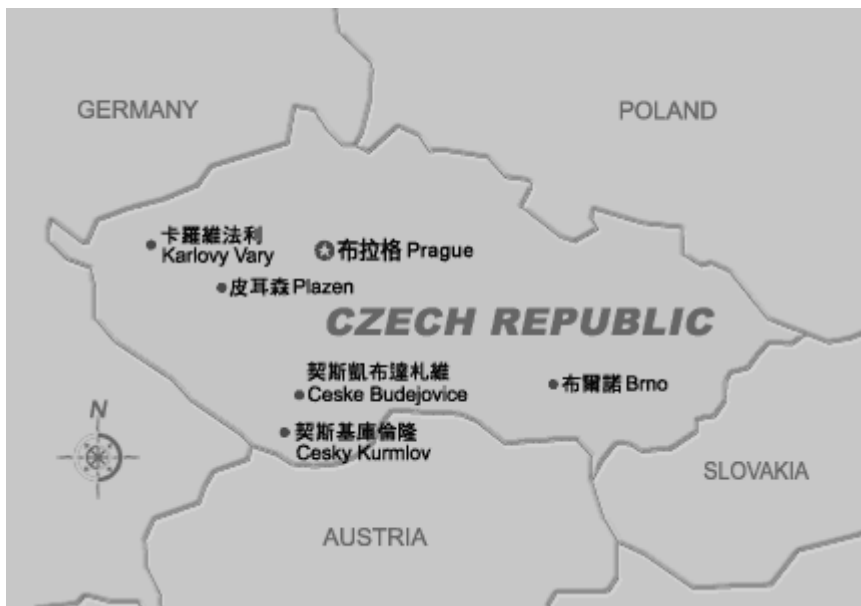 GERMANY
POLAND
卡羅維法利
Karlovy Vary
布拉格 Prague
皮耳森 Plazen
CZECH REPUBLIC
契斯凱布達札維
Ceske Budejovice
布爾諾 Brno
N
契斯基庫倫隆
Cesky Kurmlov
SLOVAKIA
AUSTRIA